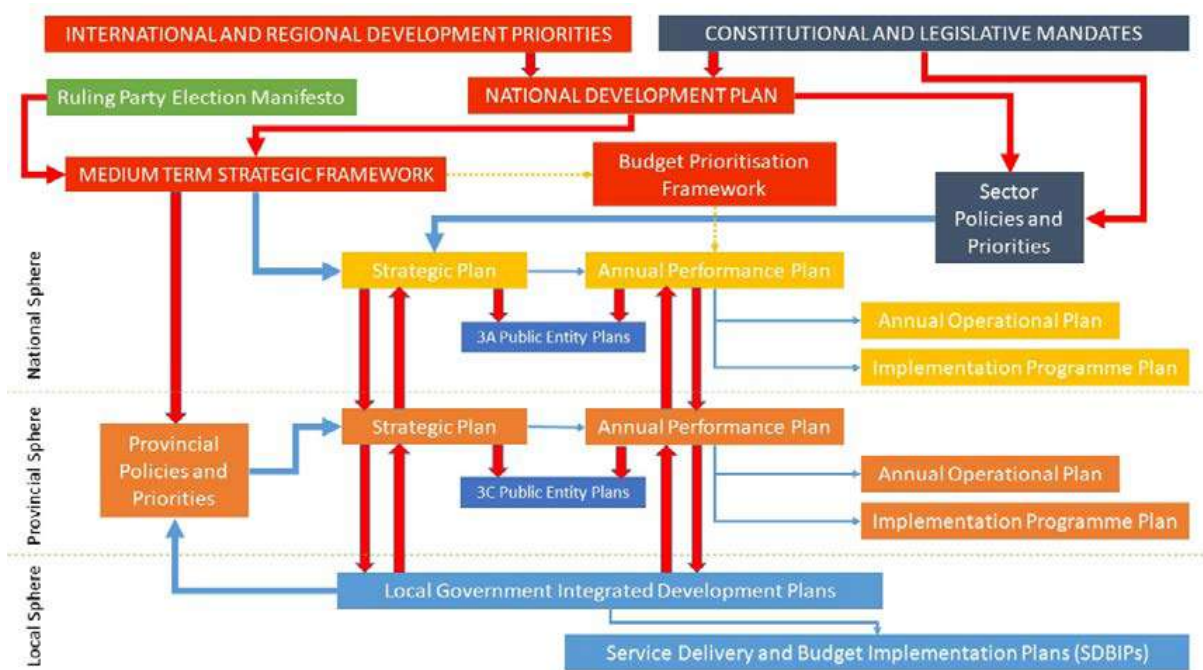 INTERNATIONAL AND REGIONAL DEVELOPMENT PRIORITIES
CONSTITUTIONAL AND LEGISLATIVE MANDATES
Ruling Party Election Manifesto
NATIONAL DEVELOPMENT PLAN
MEDIUM TERM STRATEGIC FRAMEWORK
Budget Prioritisation
Framework
Sector
Policies and
Priorities
National Sphere
Strategic Plan
Annual Performance Plan
3A Public Entity Plans
Annual Operational Plan
Implementation Programme Plan
Provincial Sphere
Provincial
Policies and
Priorities
Strategic Plan
Annual Performance Plan
3C Public Entity Plans
Annual Operational Plan
Implementation Programme Plan
Local Sphere
Local Government Integrated Development Plans
Service Delivery and Budget Implementation Plans (SDBIPs)